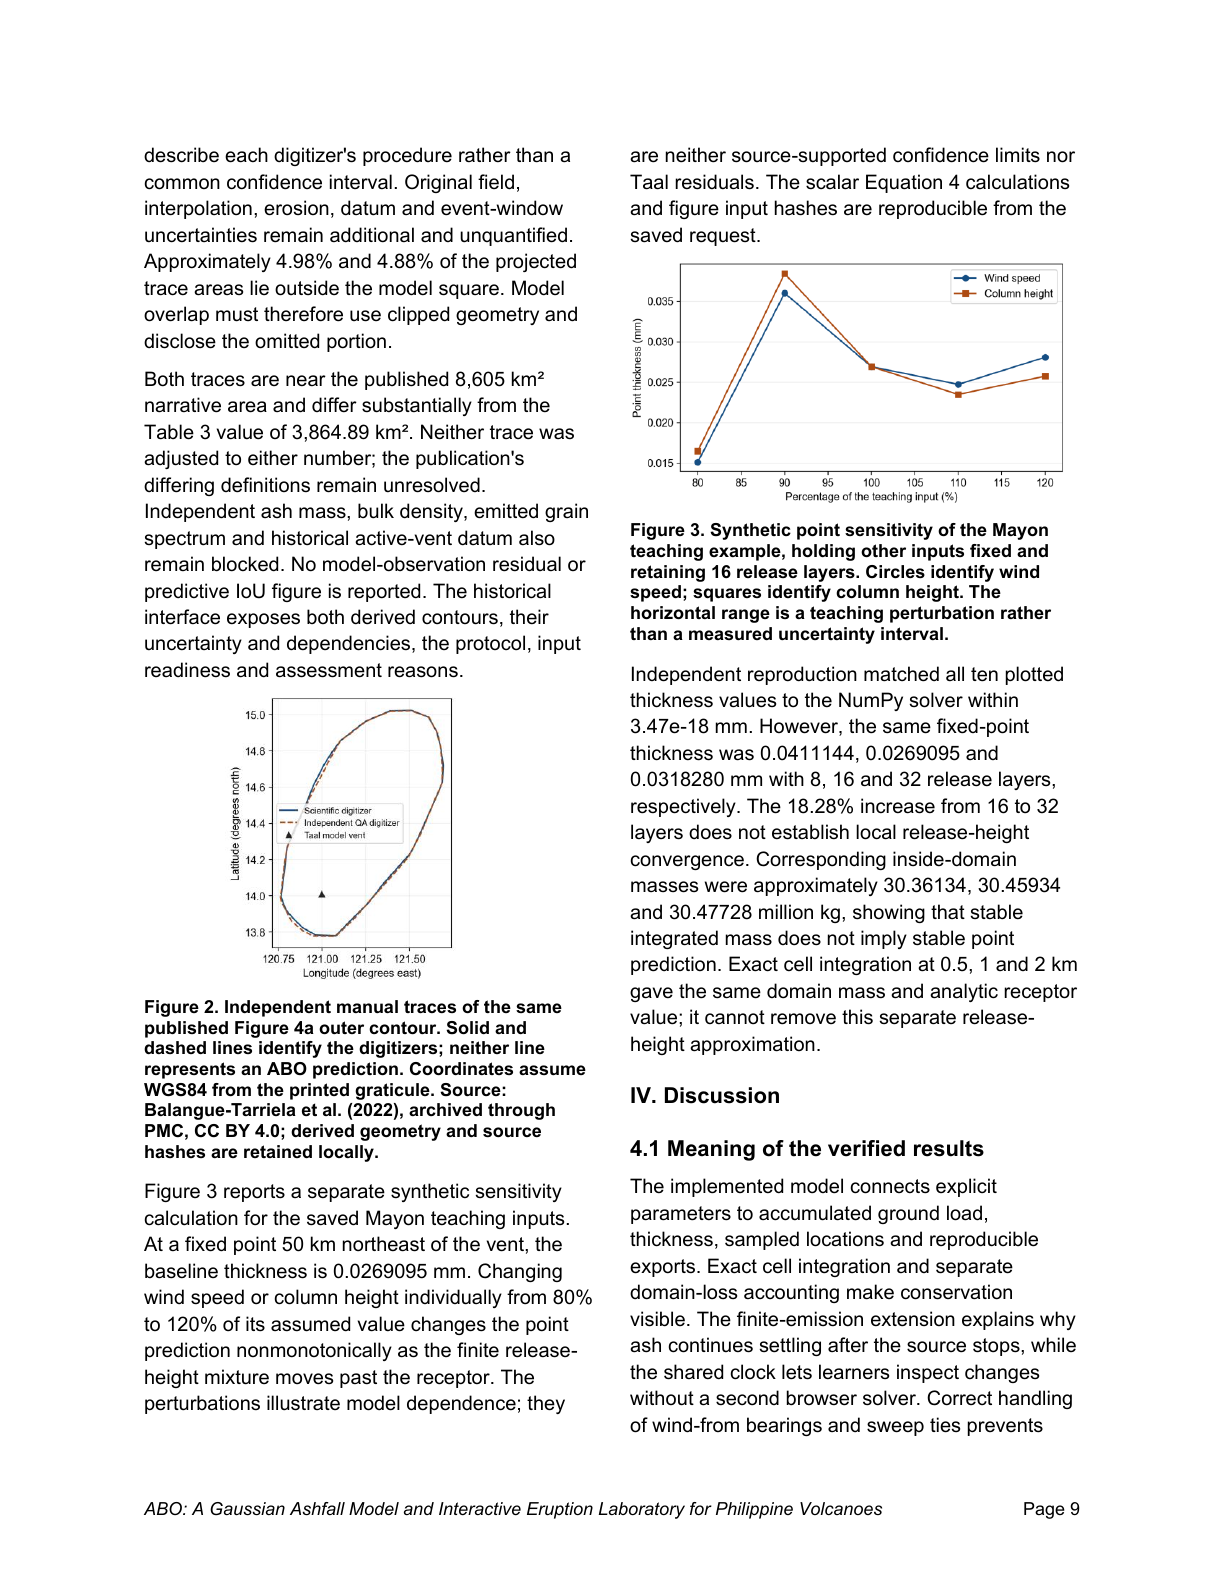 describe each digitizer's procedure rather than a
common confidence interval. Original field,
interpolation, erosion, datum and event-window
uncertainties remain additional and unquantified.
Approximately 4.98% and 4.88% of the projected
trace areas lie outside the model square. Model
overlap must therefore use clipped geometry and
disclose the omitted portion.
Both traces are near the published 8,605 km²
narrative area and differ substantially from the
Table 3 value of 3,864.89 km². Neither trace was
adjusted to either number; the publication's
differing definitions remain unresolved.
Independent ash mass, bulk density, emitted grain
spectrum and historical active-vent datum also
remain blocked. No model-observation residual or
predictive IoU figure is reported. The historical
interface exposes both derived contours, their
uncertainty and dependencies, the protocol, input
readiness and assessment reasons.
15.0
14.8
14.6
14.4
14.2
14.0
13.8
Latitude (degrees north)
Scientific digitizer
Independent QA digitizer
Taal model vent
120.75 121.00 121.25 121.50
Longitude (degrees east)
Figure 2. Independent manual traces of the same
published Figure 4a outer contour. Solid and
dashed lines identify the digitizers; neither line
represents an ABO prediction. Coordinates assume
WGS84 from the printed graticule. Source:
Balangue-Tarriela et al. (2022), archived through
PMC, CC BY 4.0; derived geometry and source
hashes are retained locally.
Figure 3 reports a separate synthetic sensitivity
calculation for the saved Mayon teaching inputs.
At a fixed point 50 km northeast of the vent, the
baseline thickness is 0.0269095 mm. Changing
wind speed or column height individually from 80%
to 120% of its assumed value changes the point
prediction nonmonotonically as the finite release-
height mixture moves past the receptor. The
perturbations illustrate model dependence; they
are neither source-supported confidence limits nor
Taal residuals. The scalar Equation 4 calculations
and figure input hashes are reproducible from the
saved request.
Wind speed
Column height
0.035
0.030
0.025
0.020
0.015
Point thickness (mm)
80 85 90 95 100 105 110 115 120
Percentage of the teaching input (%)
Figure 3. Synthetic point sensitivity of the Mayon
teaching example, holding other inputs fixed and
retaining 16 release layers. Circles identify wind
speed; squares identify column height. The
horizontal range is a teaching perturbation rather
than a measured uncertainty interval.
Independent reproduction matched all ten plotted
thickness values to the NumPy solver within
3.47e-18 mm. However, the same fixed-point
thickness was 0.0411144, 0.0269095 and
0.0318280 mm with 8, 16 and 32 release layers,
respectively. The 18.28% increase from 16 to 32
layers does not establish local release-height
convergence. Corresponding inside-domain
masses were approximately 30.36134, 30.45934
and 30.47728 million kg, showing that stable
integrated mass does not imply stable point
prediction. Exact cell integration at 0.5, 1 and 2 km
gave the same domain mass and analytic receptor
value; it cannot remove this separate release-
height approximation.
IV. Discussion
4.1 Meaning of the verified results
The implemented model connects explicit
parameters to accumulated ground load,
thickness, sampled locations and reproducible
exports. Exact cell integration and separate
domain-loss accounting make conservation
visible. The finite-emission extension explains why
ash continues settling after the source stops, while
the shared clock lets learners inspect changes
without a second browser solver. Correct handling
of wind-from bearings and sweep ties prevents
ABO: A Gaussian Ashfall Model and Interactive Eruption Laboratory for Philippine Volcanoes Page 9